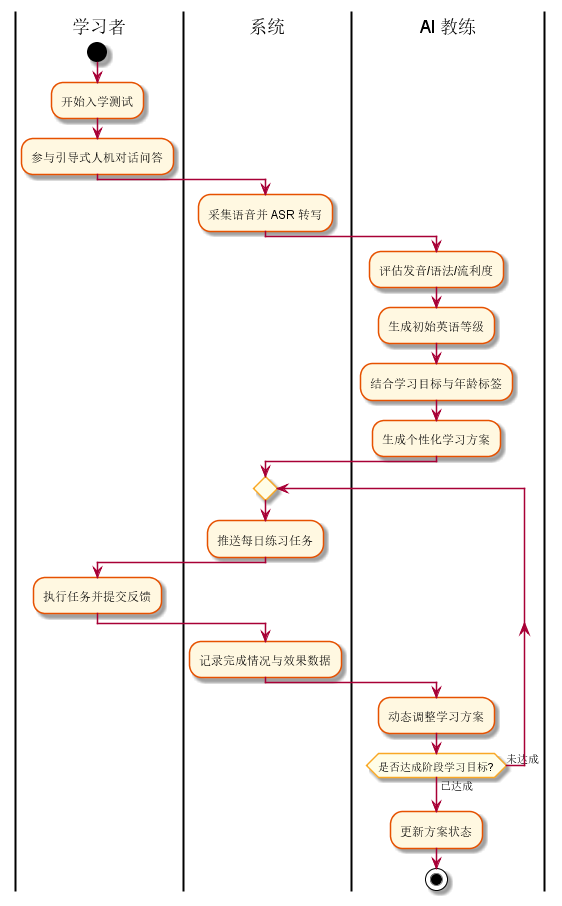 学习者
系统
AI 教练
开始入学测试
参与引导式人机对话问答
采集语音并 ASR 转写
评估发音/语法/流利度
生成初始英语等级
结合学习目标与年龄标签
生成个性化学习方案
推送每日练习任务
执行任务并提交反馈
记录完成情况与效果数据
动态调整学习方案
是否达成阶段学习目标?
未达成
已达成
更新方案状态